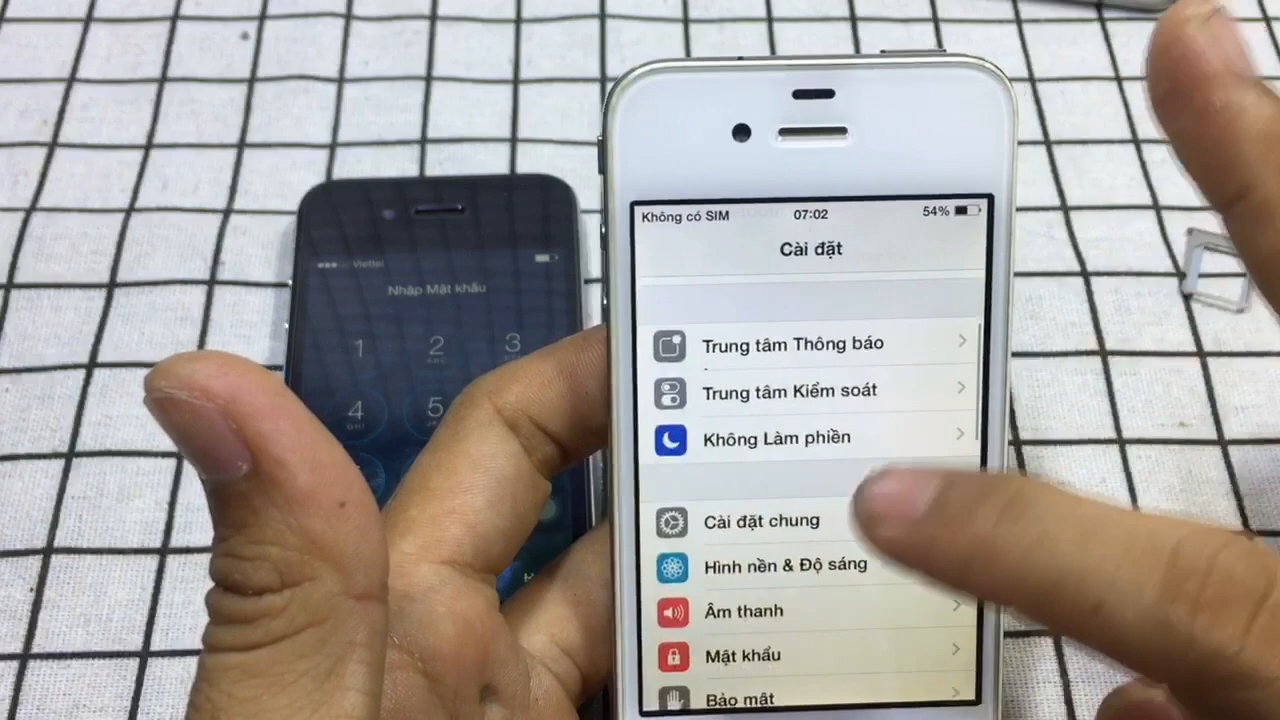 Không có SIM 07:02 54%
Cài đặt
Trung tâm Thông báo
Trung tâm Kiểm soát
Không Làm phiền
Cài đặt chung
Hình nền & Độ sáng
Âm thanh
Mật khẩu
Bảo mật
Viettel
Nhập Mật khẩu
1 2 3
ABC
4 5
GHI